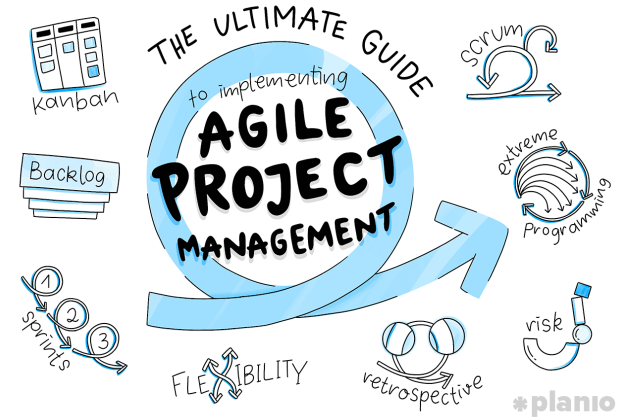 THE ULTIMATE GUIDE
to implementing
AGILE
PROJECT
MANAGEMENT
kanban
scrum
Backlog
extreme
Programming
1
2
3
sprints
FLEXIBILITY
retrospective
risk
planio